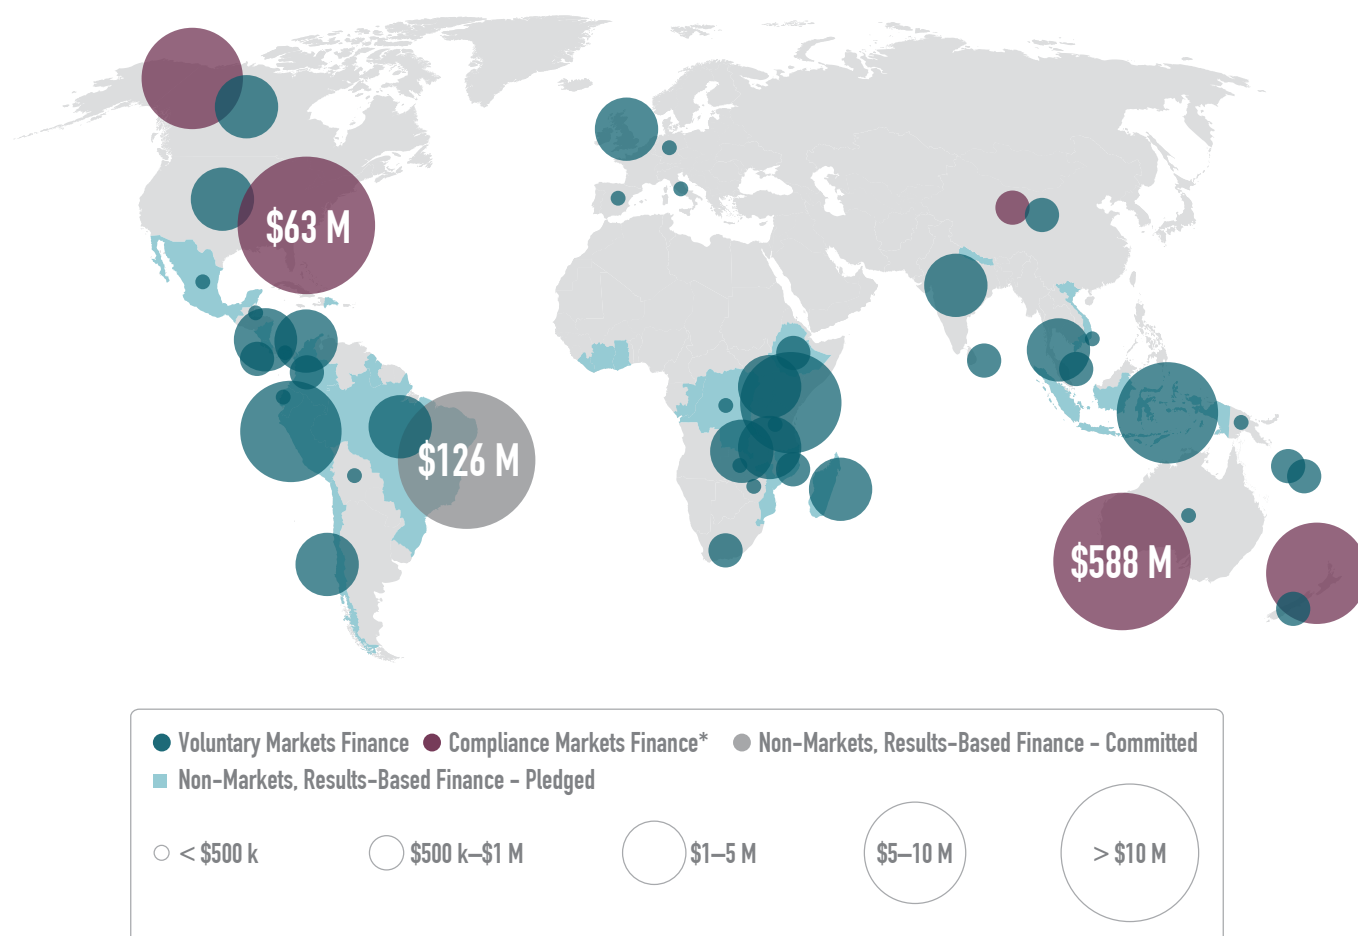 $63 M
$126 M
$588 M
Voluntary Markets Finance Compliance Markets Finance* Non-Markets, Results-Based Finance - Committed
Non-Markets, Results-Based Finance - Pledged
< $500 k $500 k–$1 M $1–5 M $5–10 M > $10 M